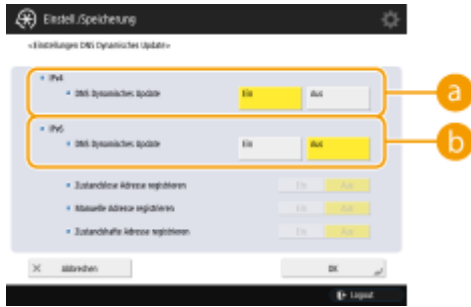 Einstell./Speicherung
<Einstellungen DNS Dynamisches Update>
IPv4
DNS Dynamisches Update Ein Aus
a
IPv6
DNS Dynamisches Update Ein Aus
b
Zustandslose Adresse registrieren Ein Aus
Manuelle Adresse registrieren Ein Aus
Zustandshafte Adresse registrieren Ein Aus
Abbrechen OK
Logout